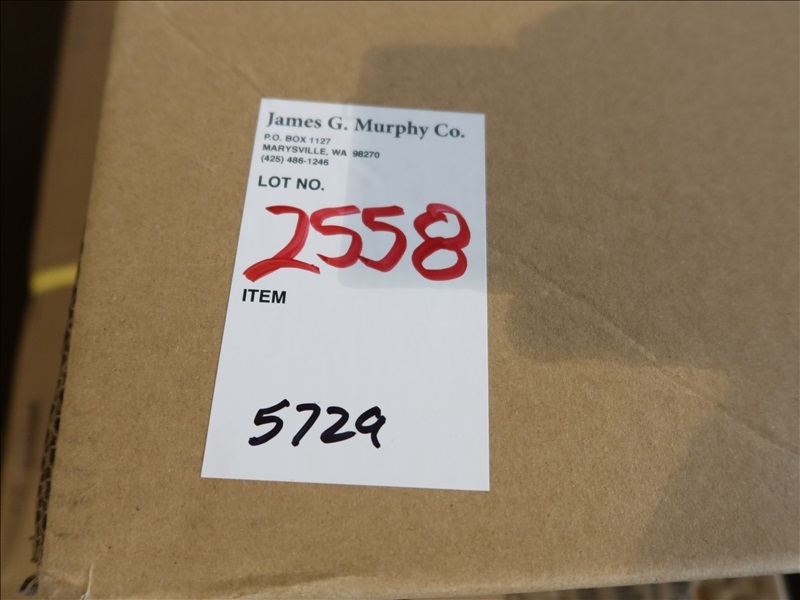 James G. Murphy Co.
P.O. BOX 1127
MARYSVILLE, WA 98270
(425) 486-1246
LOT NO.
2558
ITEM
5729